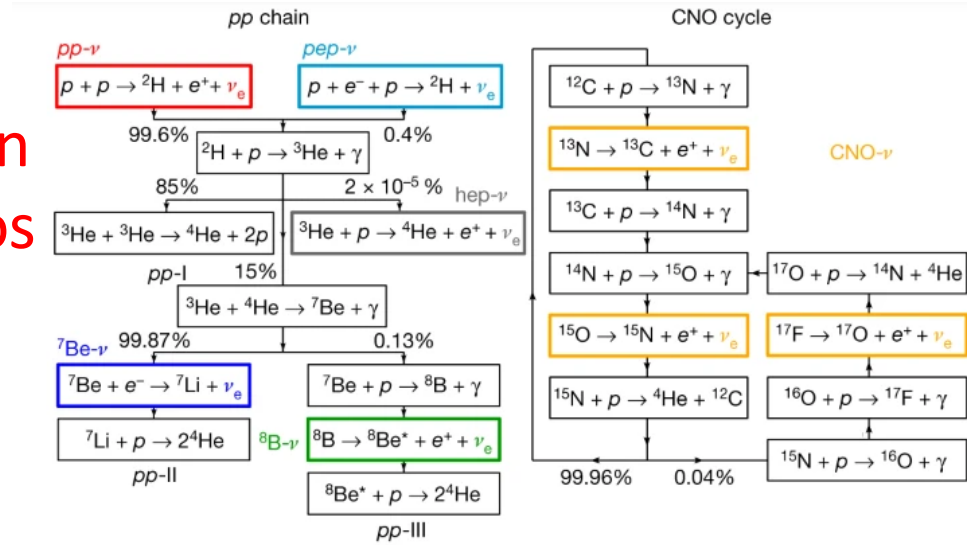 pp chain
CNO cycle
pp-ν
pep-ν
p + p → ²H + e⁺+ νₑ
p + e⁻ + p → ²H + νₑ
n
99.6%
0.4%
²H + p → ³He + γ
85%
2 × 10⁻⁵ %
hep-ν
os
³He + ³He → ⁴He + 2p
³He + p → ⁴He + e⁺ + νₑ
pp-I
15%
³He + ⁴He → ⁷Be + γ
⁷Be-ν
99.87%
0.13%
⁷Be + e⁻ → ⁷Li + νₑ
⁷Be + p → ⁸B + γ
⁷Li + p → 2⁴He
⁸B-ν
⁸B → ⁸Be* + e⁺ + νₑ
pp-II
⁸Be* + p → 2⁴He
pp-III
¹²C + p → ¹³N + γ
¹³N → ¹³C + e⁺ + νₑ
CNO-ν
¹³C + p → ¹⁴N + γ
¹⁴N + p → ¹⁵O + γ
¹⁷O + p → ¹⁴N + ⁴He
¹⁵O → ¹⁵N + e⁺ + νₑ
¹⁷F → ¹⁷O + e⁺ + νₑ
¹⁵N + p → ⁴He + ¹²C
¹⁶O + p → ¹⁷F + γ
¹⁵N + p → ¹⁶O + γ
99.96%
0.04%